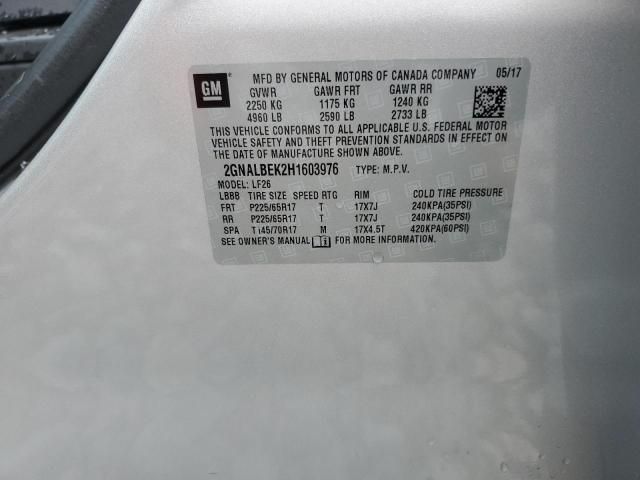 GM
MFD BY GENERAL MOTORS OF CANADA COMPANY 05/17
GVWR GAWR FRT GAWR RR
2250 KG 1175 KG 1240 KG
4960 LB 2590 LB 2733 LB
THIS VEHICLE CONFORMS TO ALL APPLICABLE U.S. FEDERAL MOTOR
VEHICLE SAFETY AND THEFT PREVENTION STANDARDS IN EFFECT ON
THE DATE OF MANUFACTURE SHOWN ABOVE.
2GNALBEK2H1603976 TYPE: M.P.V.
MODEL: LF26
LBBB TIRE SIZE SPEED RTG RIM COLD TIRE PRESSURE
FRT P225/65R17 T 17X7J 240KPA(35PSI)
RR P225/65R17 T 17X7J 240KPA(35PSI)
SPA T145/70R17 M 17X4.5T 420KPA(60PSI)
SEE OWNER'S MANUAL FOR MORE INFORMATION.